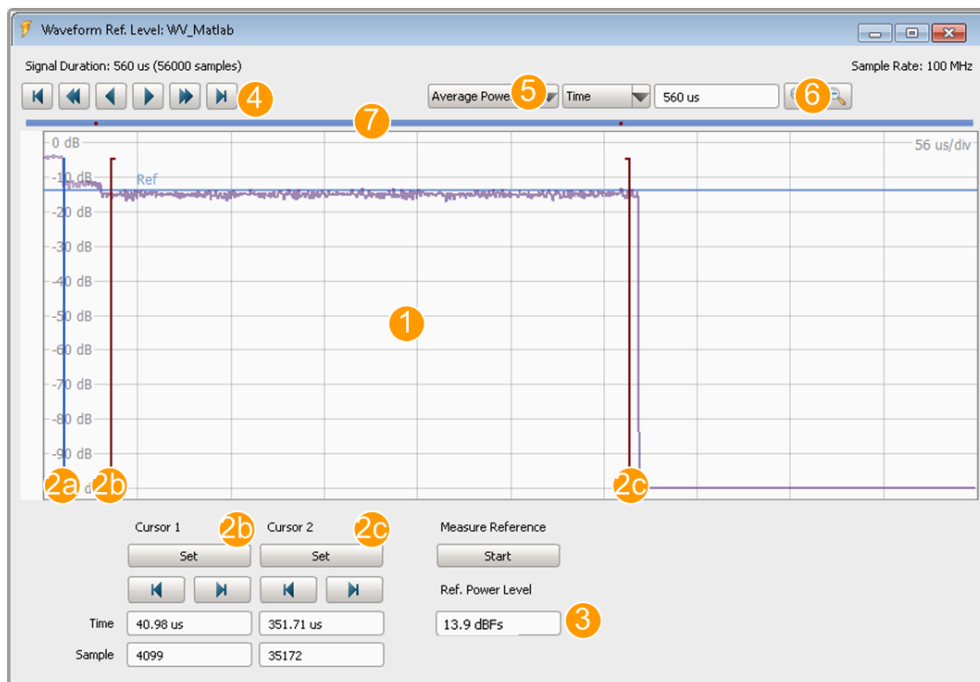 Waveform Ref. Level: WV_Matlab
Signal Duration: 560 us (56000 samples)
Sample Rate: 100 MHz
4
Average Powe
5
Time
560 us
6
7
0 dB
56 us/div
-10 dB
Ref
-20 dB
-30 dB
-40 dB
-50 dB
1
-60 dB
-70 dB
-80 dB
-90 dB
2a
2b
2c
Cursor 1
2b
Cursor 2
2c
Measure Reference
Set
Set
Start
Ref. Power Level
Time
40.98 us
351.71 us
13.9 dBFs
3
Sample
4099
35172